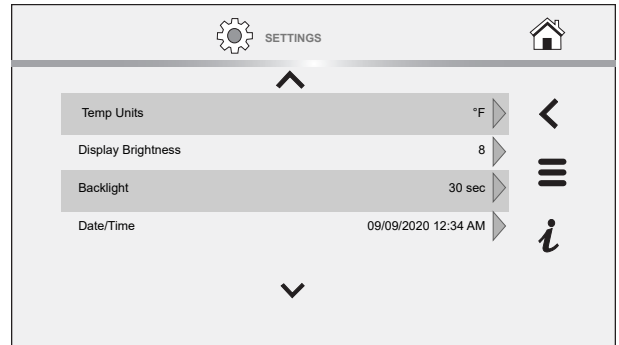 SETTINGS
Temp Units °F
Display Brightness 8
Backlight 30 sec
Date/Time 09/09/2020 12:34 AM
i